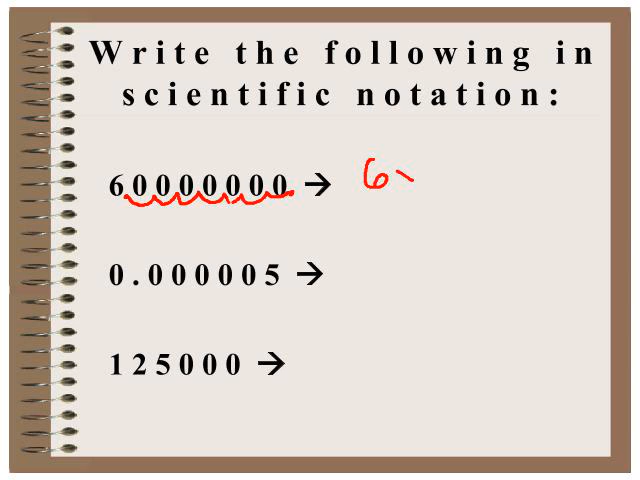 Write the following in
scientific notation:
60000000 → 6
0.000005 →
125000 →